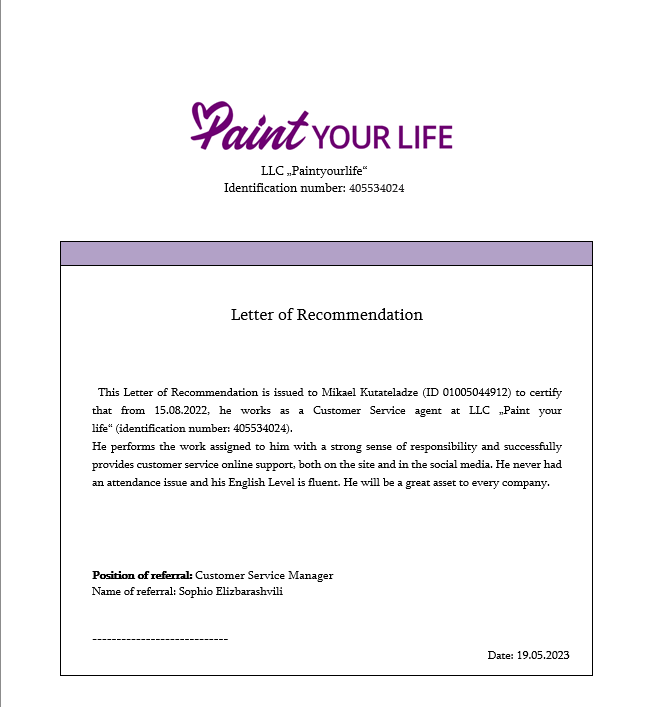 Paint YOUR LIFE
LLC „Paintyourlife“
Identification number: 405534024
Letter of Recommendation
This Letter of Recommendation is issued to Mikael Kutateladze (ID 01005044912) to certify
that from 15.08.2022, he works as a Customer Service agent at LLC „Paint your
life“ (identification number: 405534024).
He performs the work assigned to him with a strong sense of responsibility and successfully
provides customer service online support, both on the site and in the social media. He never had
an attendance issue and his English Level is fluent. He will be a great asset to every company.
Position of referral: Customer Service Manager
Name of referral: Sophio Elizbarashvili
----------------------------
Date: 19.05.2023